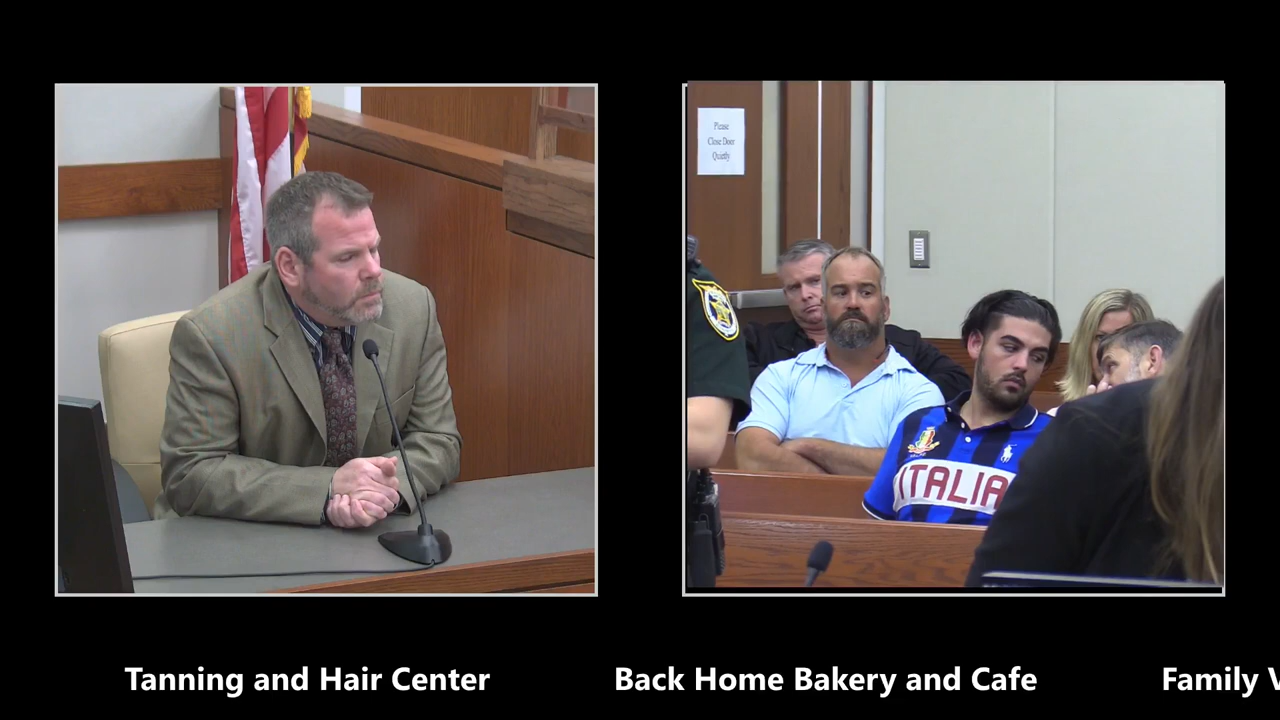 Please
Close Door
Quietly
ITALIA
Tanning and Hair Center
Back Home Bakery and Cafe
Family